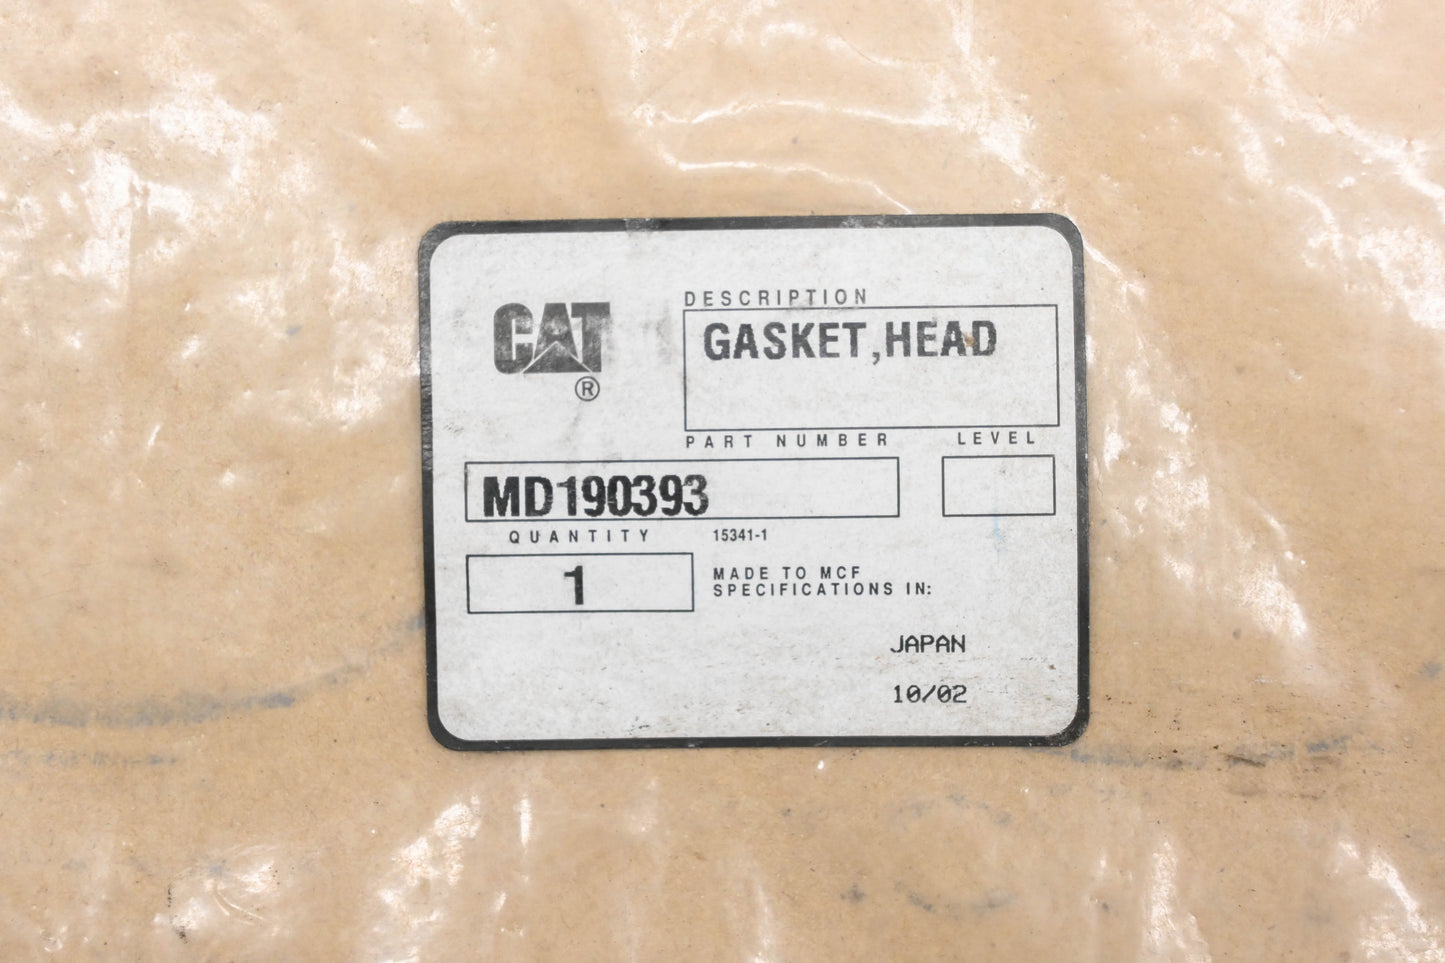 CAT
®
DESCRIPTION
GASKET,HEAD
PART NUMBER LEVEL
MD190393
QUANTITY 15341-1
1
MADE TO MCF
SPECIFICATIONS IN:
JAPAN
10/02